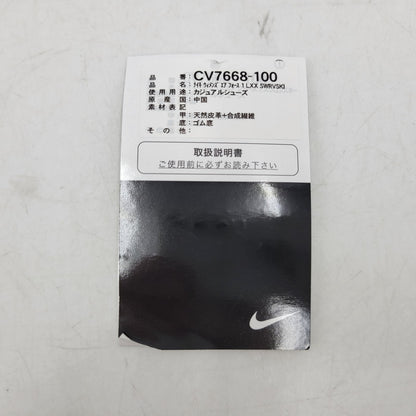 品番：CV7668-100
品名：ﾅｲｷ ｳｨﾒﾝｽﾞ ｴｱ ﾌｫｰｽ 1 LXX SWRVSKI
使用用途：カジュアルシューズ
原産国：中国
素材表記
甲：天然皮革+合成繊維
底：ゴム底
その他：
取扱説明書
ご使用前に必ずお読み下さい